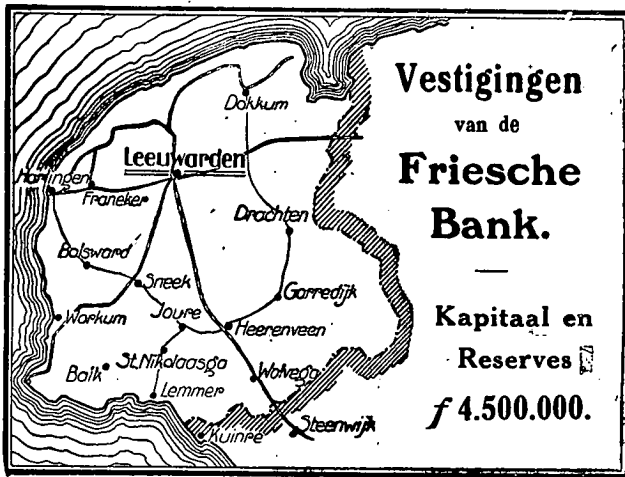 Dokkum
Leeuwarden
Harlingen
Franeker
Drachten
Bolsward
Sneek
Gorredijk
Workum
Joure
Heerenveen
St. Nikolaasga
Balk
Wolvega
Lemmer
Steenwijk
Kuinre
Vestigingen
van de
Friesche
Bank.
Kapitaal en
Reserves
f 4.500.000.